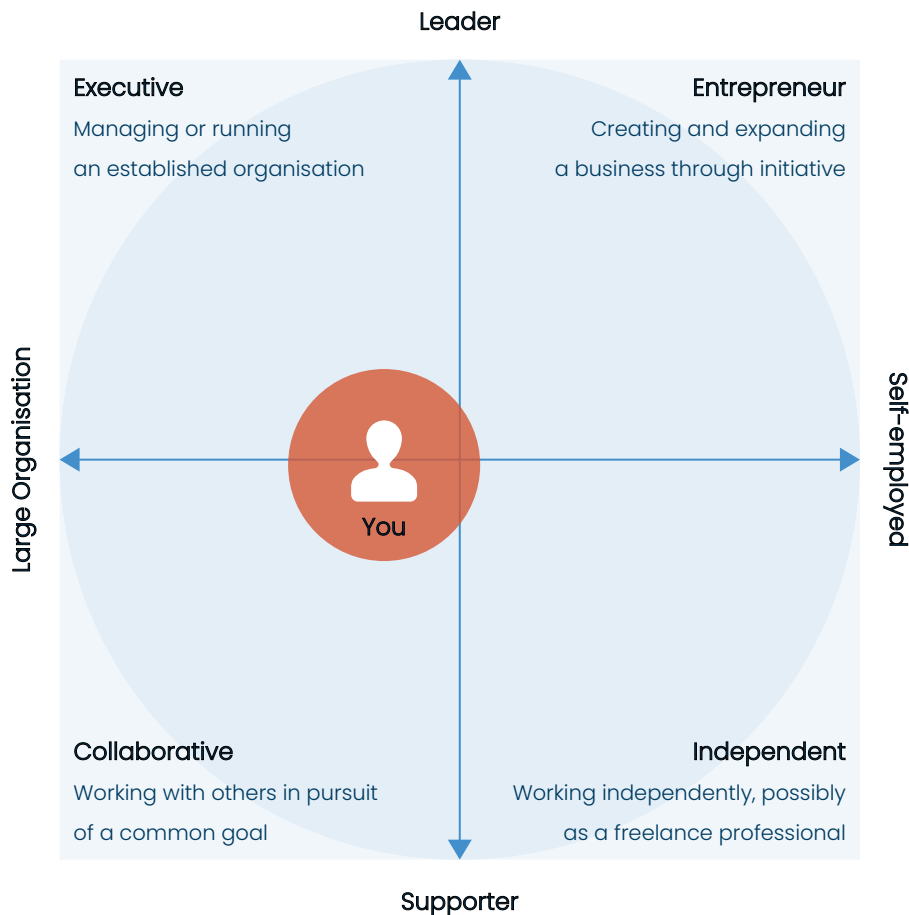 Leader
Executive
Managing or running
an established organisation
Entrepreneur
Creating and expanding
a business through initiative
Large Organisation
Self-employed
You
Collaborative
Working with others in pursuit
of a common goal
Independent
Working independently, possibly
as a freelance professional
Supporter